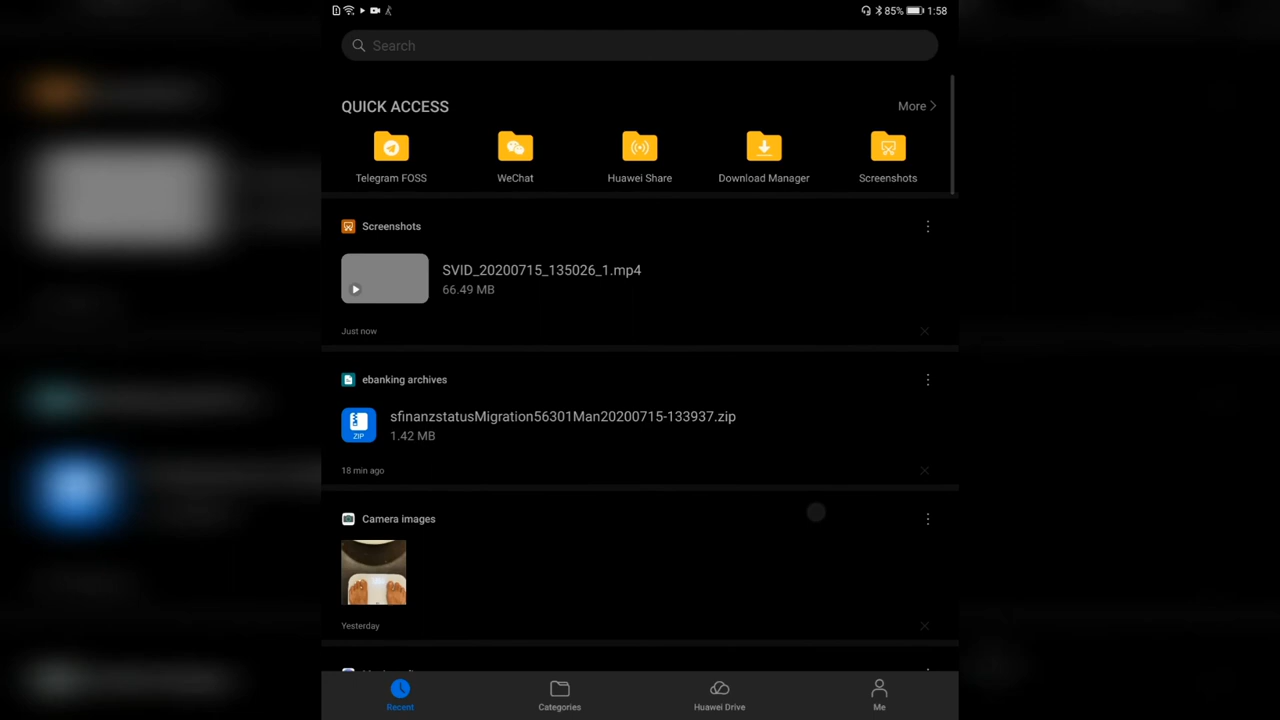 85% 1:58
Search
QUICK ACCESS
More
Telegram FOSS
WeChat
Huawei Share
Download Manager
Screenshots
Screenshots
SVID_20200715_135026_1.mp4
66.49 MB
Just now
ebanking archives
sfinanzstatusMigration56301Man20200715-133937.zip
ZIP
1.42 MB
18 min ago
Camera images
Yesterday
Recent
Categories
Huawei Drive
Me